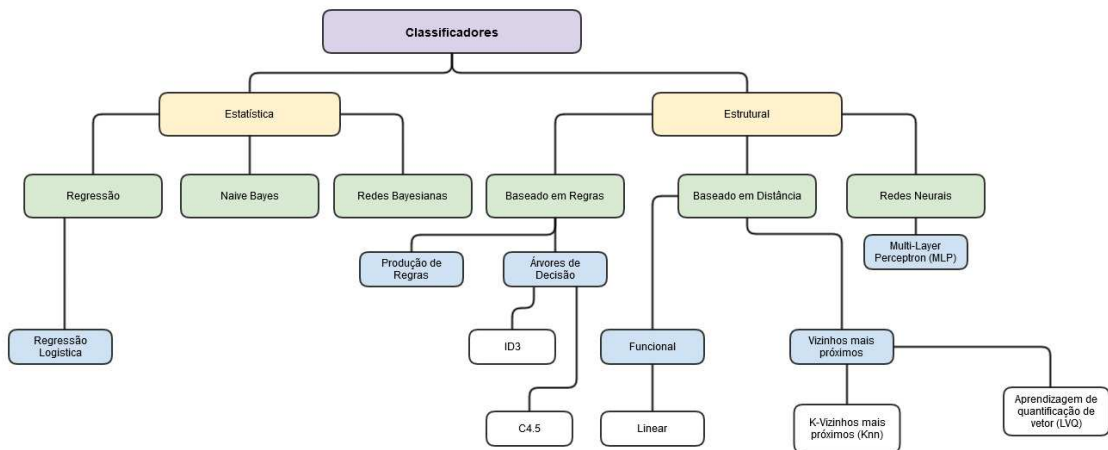 Classificadores
Estatística
Estrutural
Regressão
Naive Bayes
Redes Bayesianas
Baseado em Regras
Baseado em Distância
Redes Neurais
Multi-Layer
Perceptron (MLP)
Produção de
Regras
Árvores de
Decisão
Regressão
Logistica
ID3
Funcional
Vizinhos mais
próximos
C4.5
Linear
K-Vizinhos mais
próximos (Knn)
Aprendizagem de
quantificação de
vetor (LVQ)